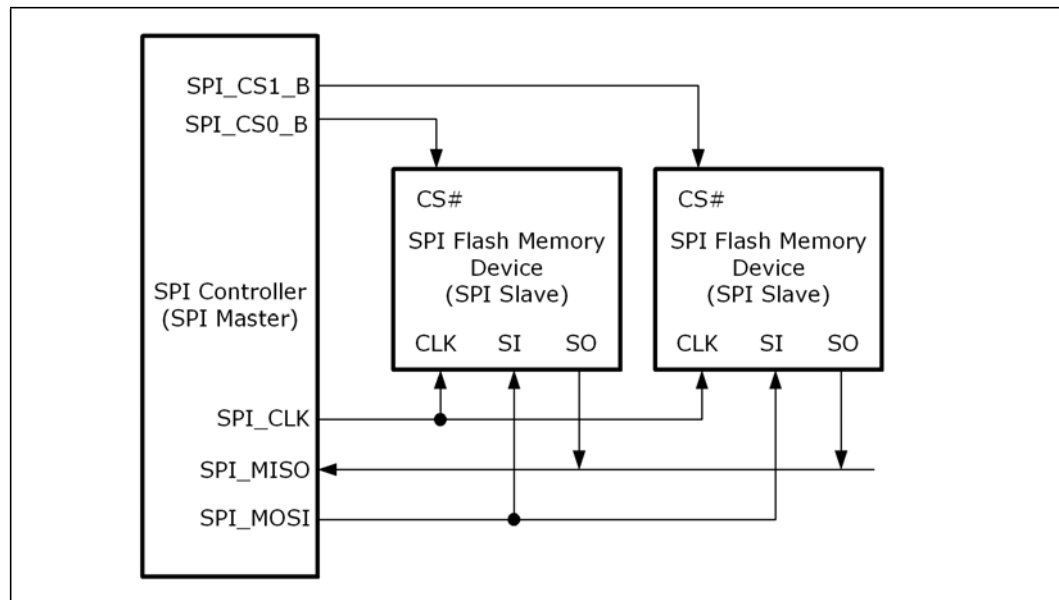 SPI_CS1_B
SPI_CS0_B
SPI Controller
(SPI Master)
SPI_CLK
SPI_MISO
SPI_MOSI
CS#
SPI Flash Memory
Device
(SPI Slave)
CLK SI SO
CS#
SPI Flash Memory
Device
(SPI Slave)
CLK SI SO